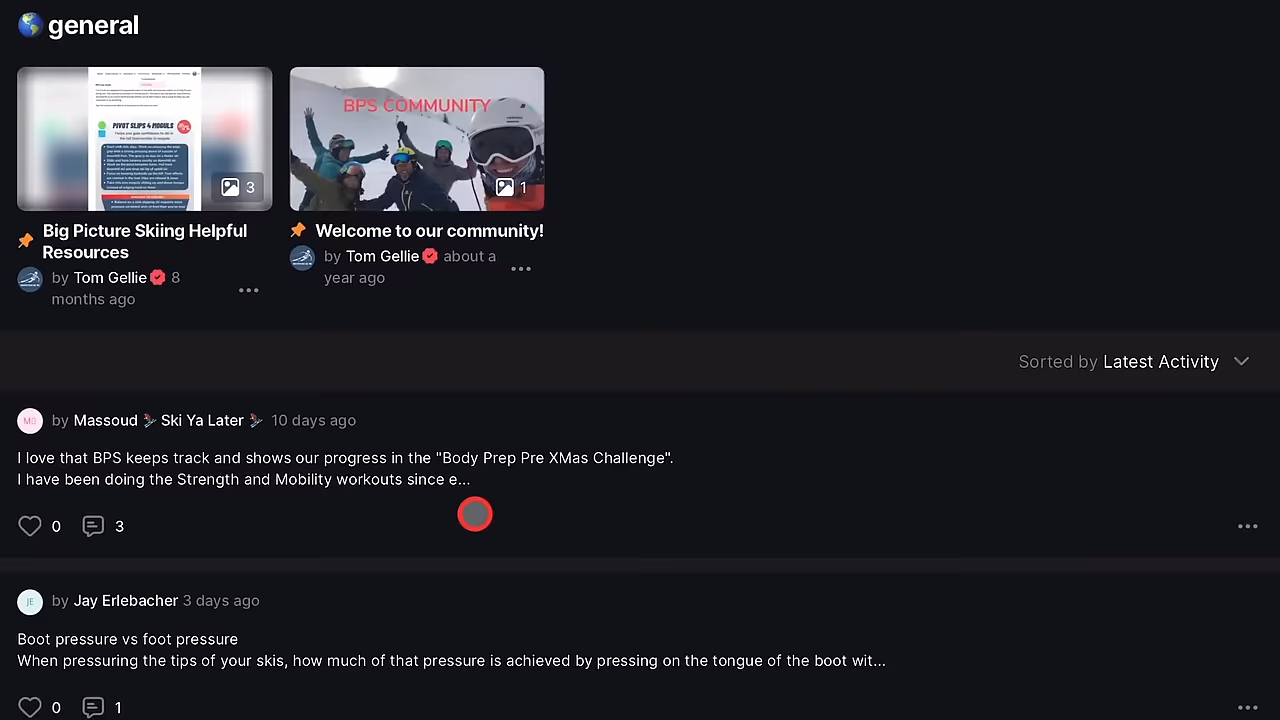 general
PIVOT SLIPS 4 MOGULS
3
BPS COMMUNITY
1
Big Picture Skiing Helpful
Resources
by Tom Gellie 8
months ago
Welcome to our community!
by Tom Gellie about a
year ago
Sorted by Latest Activity
by Massoud ⛷ Ski Ya Later ⛷ 10 days ago
I love that BPS keeps track and shows our progress in the "Body Prep Pre XMas Challenge".
I have been doing the Strength and Mobility workouts since e...
0 3
JE by Jay Erlebacher 3 days ago
Boot pressure vs foot pressure
When pressuring the tips of your skis, how much of that pressure is achieved by pressing on the tongue of the boot wit...
0 1